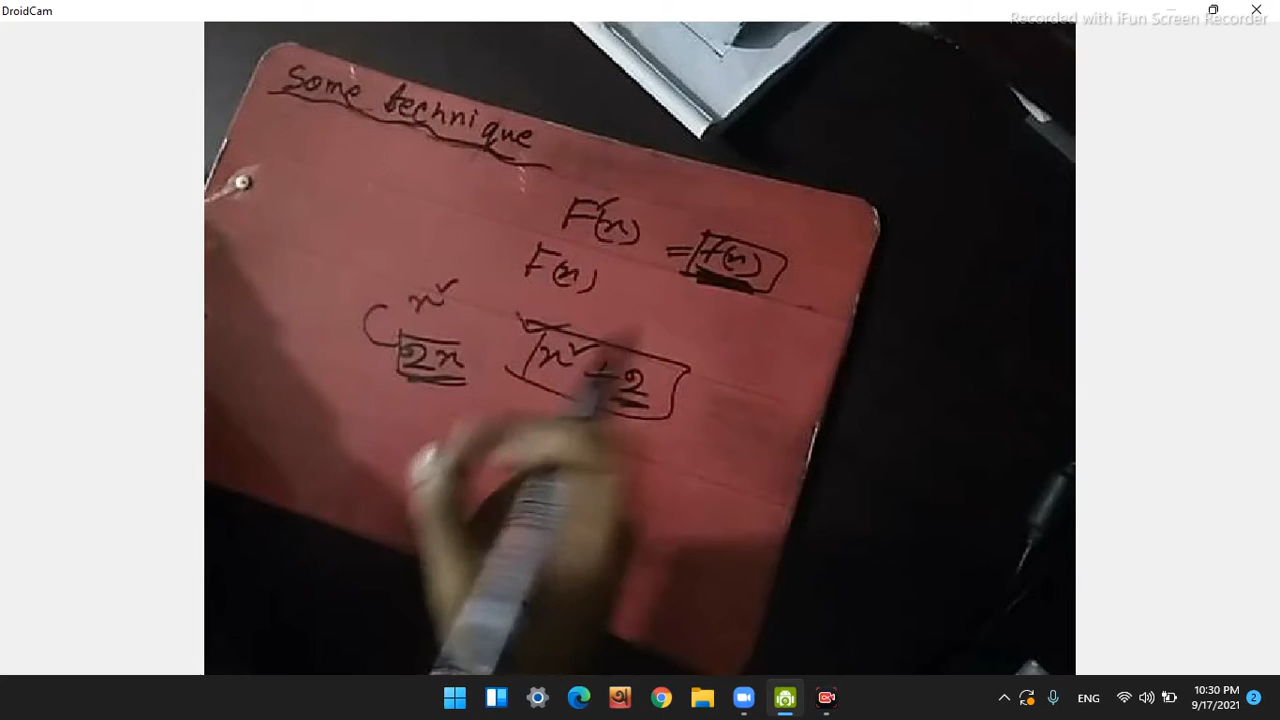 DroidCam
Recorded with iFun Screen Recorder
Some technique
F'(x) = f(x)
F(x)
x²
2x
x² + 2
ENG
10:30 PM
9/17/2021
2